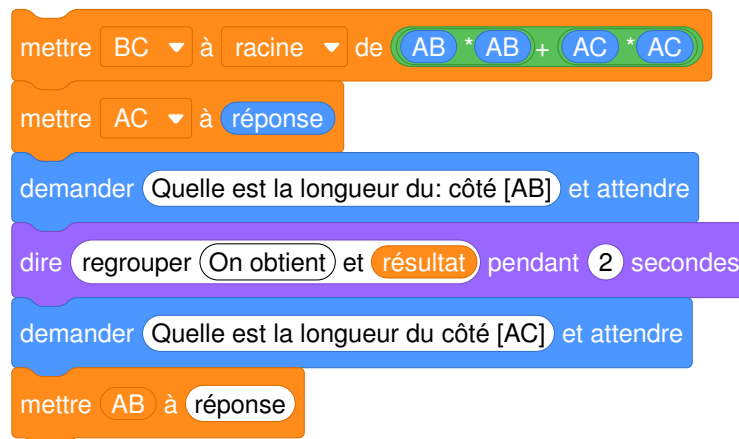 mettre BC à racine de AB * AB + AC * AC
mettre AC à réponse
demander Quelle est la longueur du: côté [AB] et attendre
dire regrouper On obtient et résultat pendant 2 secondes
demander Quelle est la longueur du côté [AC] et attendre
mettre AB à réponse